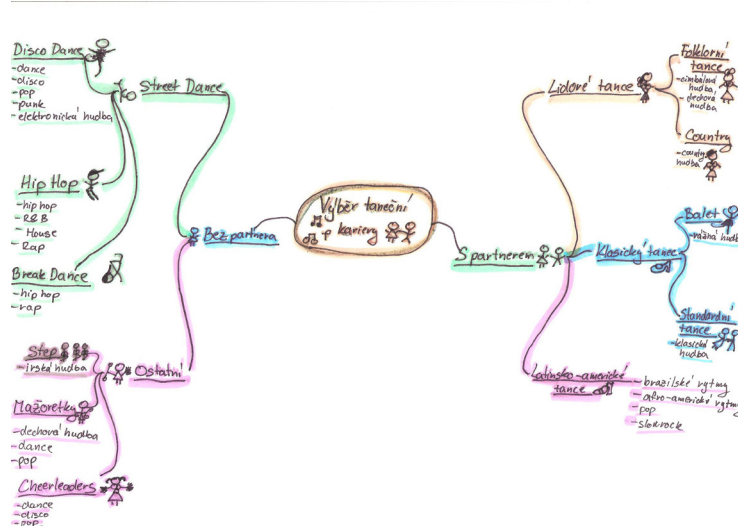 Disco Dance
-dance
-disco
-pop
-punk
-elektronická hudba
Street Dance
Hip Hop
-hip hop
-R&B
-House
-Rap
Break Dance
-hip hop
-rap
Bez partnera
Step
-irská hudba
Ostatní
Mažoretky
-dechová hudba
-dance
-pop
Cheerleaders
-dance
-disco
-pop
Výběr taneční
kariery
S partnerem
Lidové tance
Folklorní
tance
-cimbálová
hudba
-dechová
hudba
Country
-country
hudba
Klasický tanec
Balet
-vážná hudb
Standardní
tance
-klasická
hudba
Latinsko-americké
tance
-brazilské rytmy
-afro-americké rytmy
-pop
-slowrock